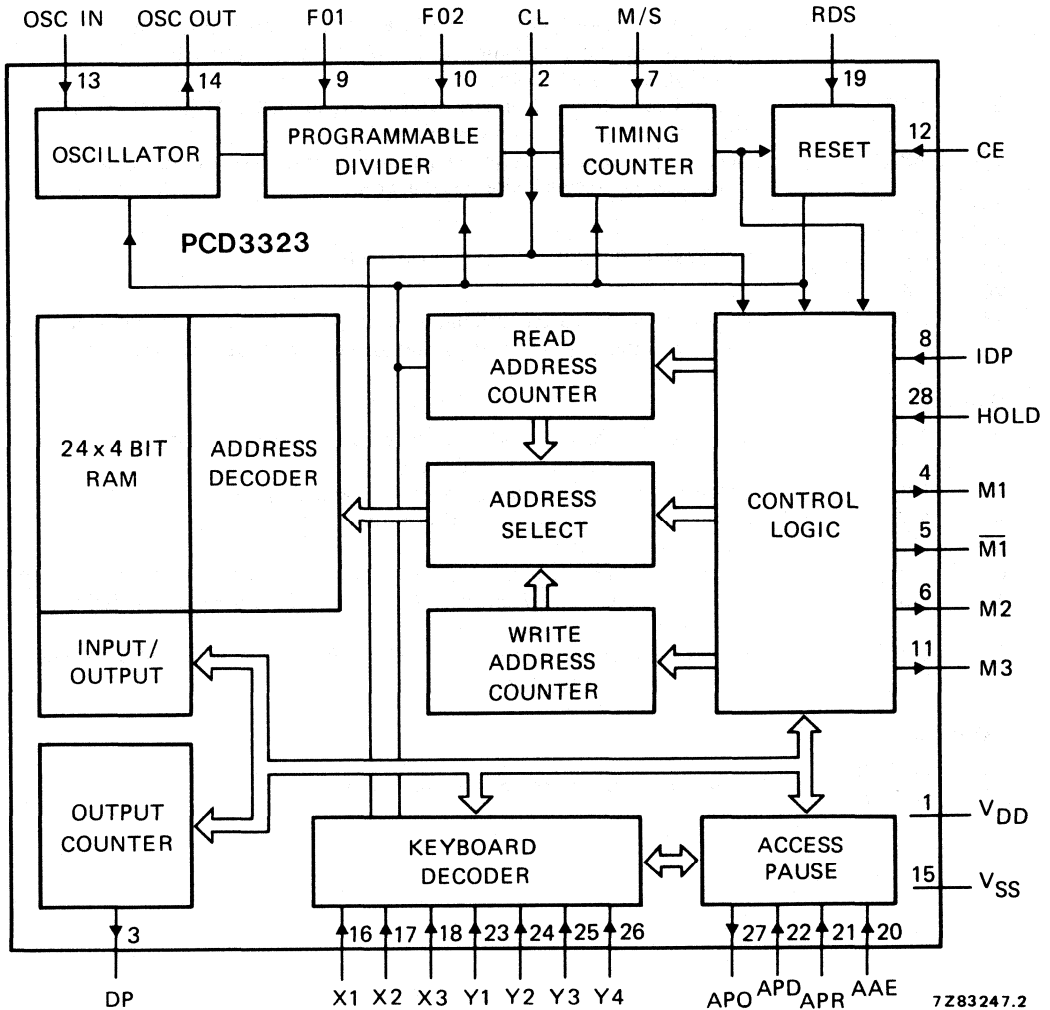 OSC IN
OSC OUT
F01
F02
CL
M/S
RDS
13
14
9
10
2
7
19
OSCILLATOR
PROGRAMMABLE
DIVIDER
TIMING
COUNTER
RESET
12
CE
PCD3323
24 x 4 BIT
RAM
ADDRESS
DECODER
READ
ADDRESS
COUNTER
ADDRESS
SELECT
WRITE
ADDRESS
COUNTER
CONTROL
LOGIC
8
IDP
28
HOLD
4
M1
5
M̅1̅
6
M2
11
M3
INPUT/
OUTPUT
OUTPUT
COUNTER
KEYBOARD
DECODER
ACCESS
PAUSE
1
VDD
15
VSS
3
16
17
18
23
24
25
26
27
22
21
20
DP
X1
X2
X3
Y1
Y2
Y3
Y4
APO
APD
APR
AAE
7Z83247.2